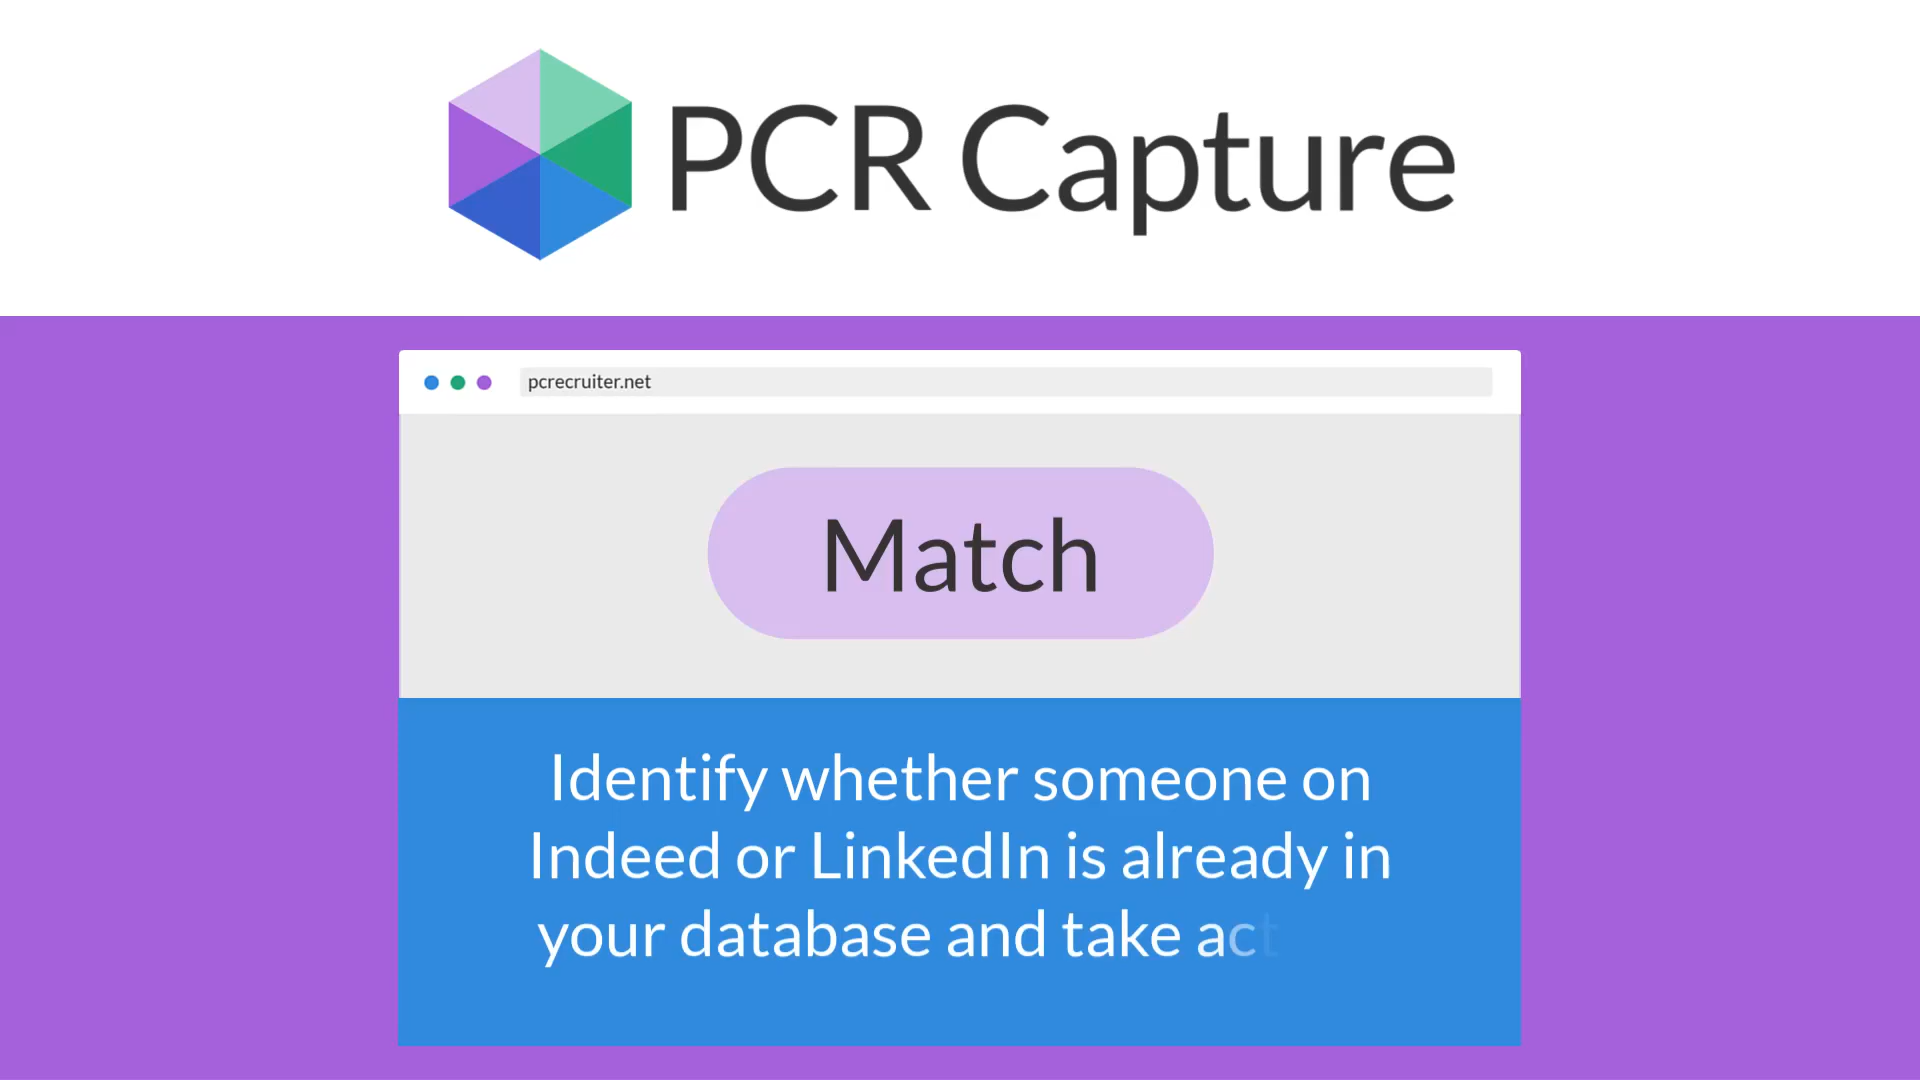 PCR Capture
pcrecruiter.net
Match
Identify whether someone on
Indeed or LinkedIn is already in
your database and take act